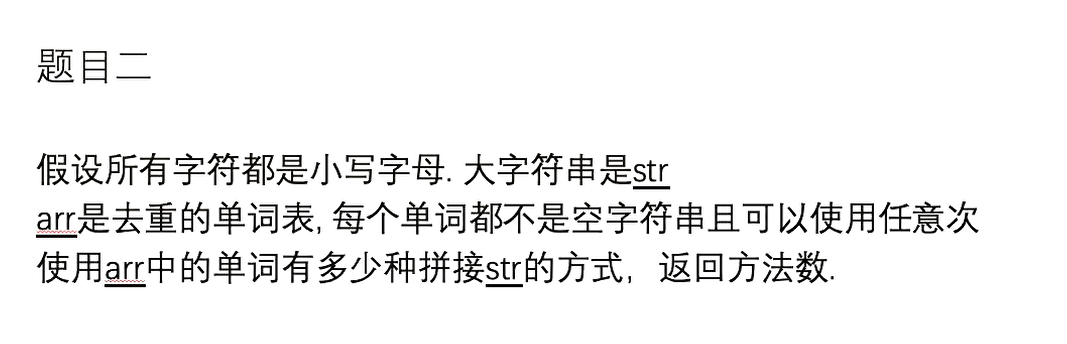 题目二
假设所有字符都是小写字母. 大字符串是str
arr是去重的单词表, 每个单词都不是空字符串且可以使用任意次
使用arr中的单词有多少种拼接str的方式，返回方法数.